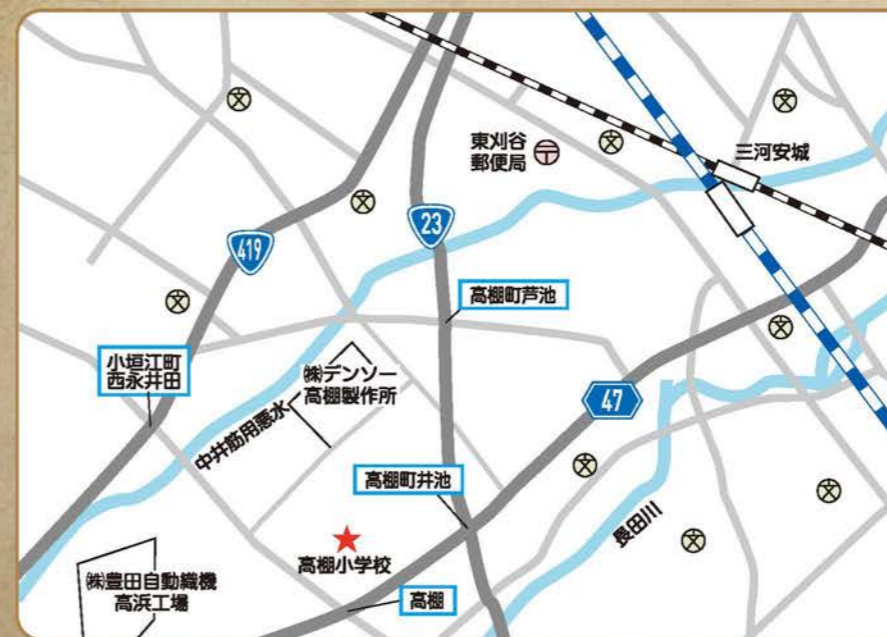 東刈谷
郵便局
三河安城
419
23
高棚町芦池
小垣江町
西永井田
㈱デンソー
高棚製作所
47
中井筋用悪水
高棚町井池
長田川
高棚小学校
㈱豊田自動織機
高浜工場
高棚